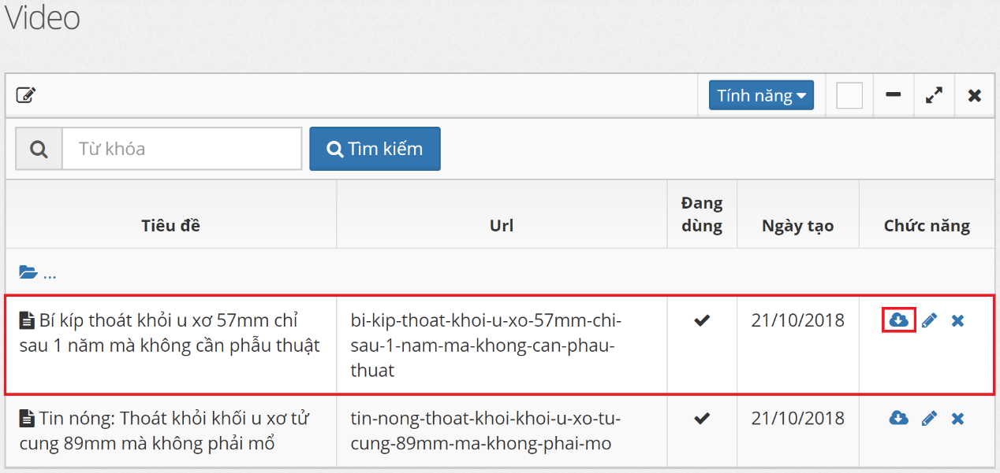 Video
Tính năng
Từ khóa
Tìm kiếm
Tiêu đề
Url
Đang
dùng
Ngày tạo
Chức năng
...
Bí kíp thoát khỏi u xơ 57mm chỉ
sau 1 năm mà không cần phẫu thuật
bi-kip-thoat-khoi-u-xo-57mm-chi-
sau-1-nam-ma-khong-can-phau-
thuat
21/10/2018
Tin nóng: Thoát khỏi khối u xơ tử
cung 89mm mà không phải mổ
tin-nong-thoat-khoi-khoi-u-xo-tu-
cung-89mm-ma-khong-phai-mo
21/10/2018